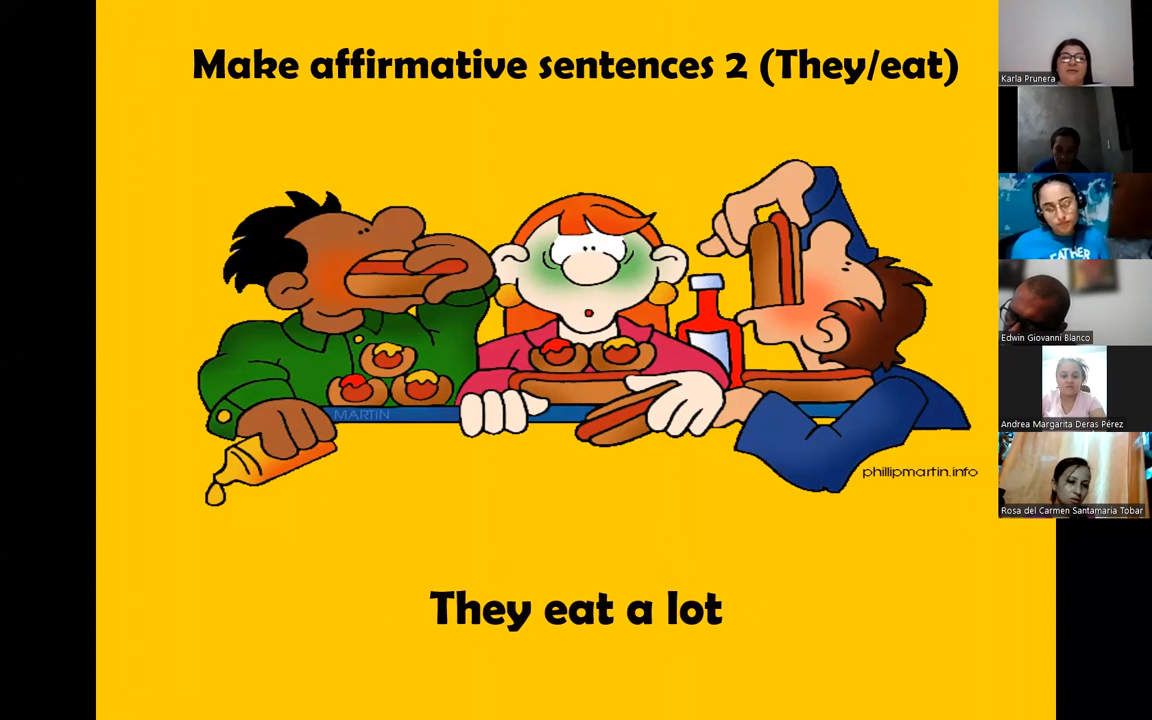 Make affirmative sentences 2 (They/eat)
MARTIN
phillipmartin.info
They eat a lot
Karla Prunera
FATHER
Edwin Giovanni Blanco
Andrea Margarita Deras Pérez
Rosa del Carmen Santamaria Tobar